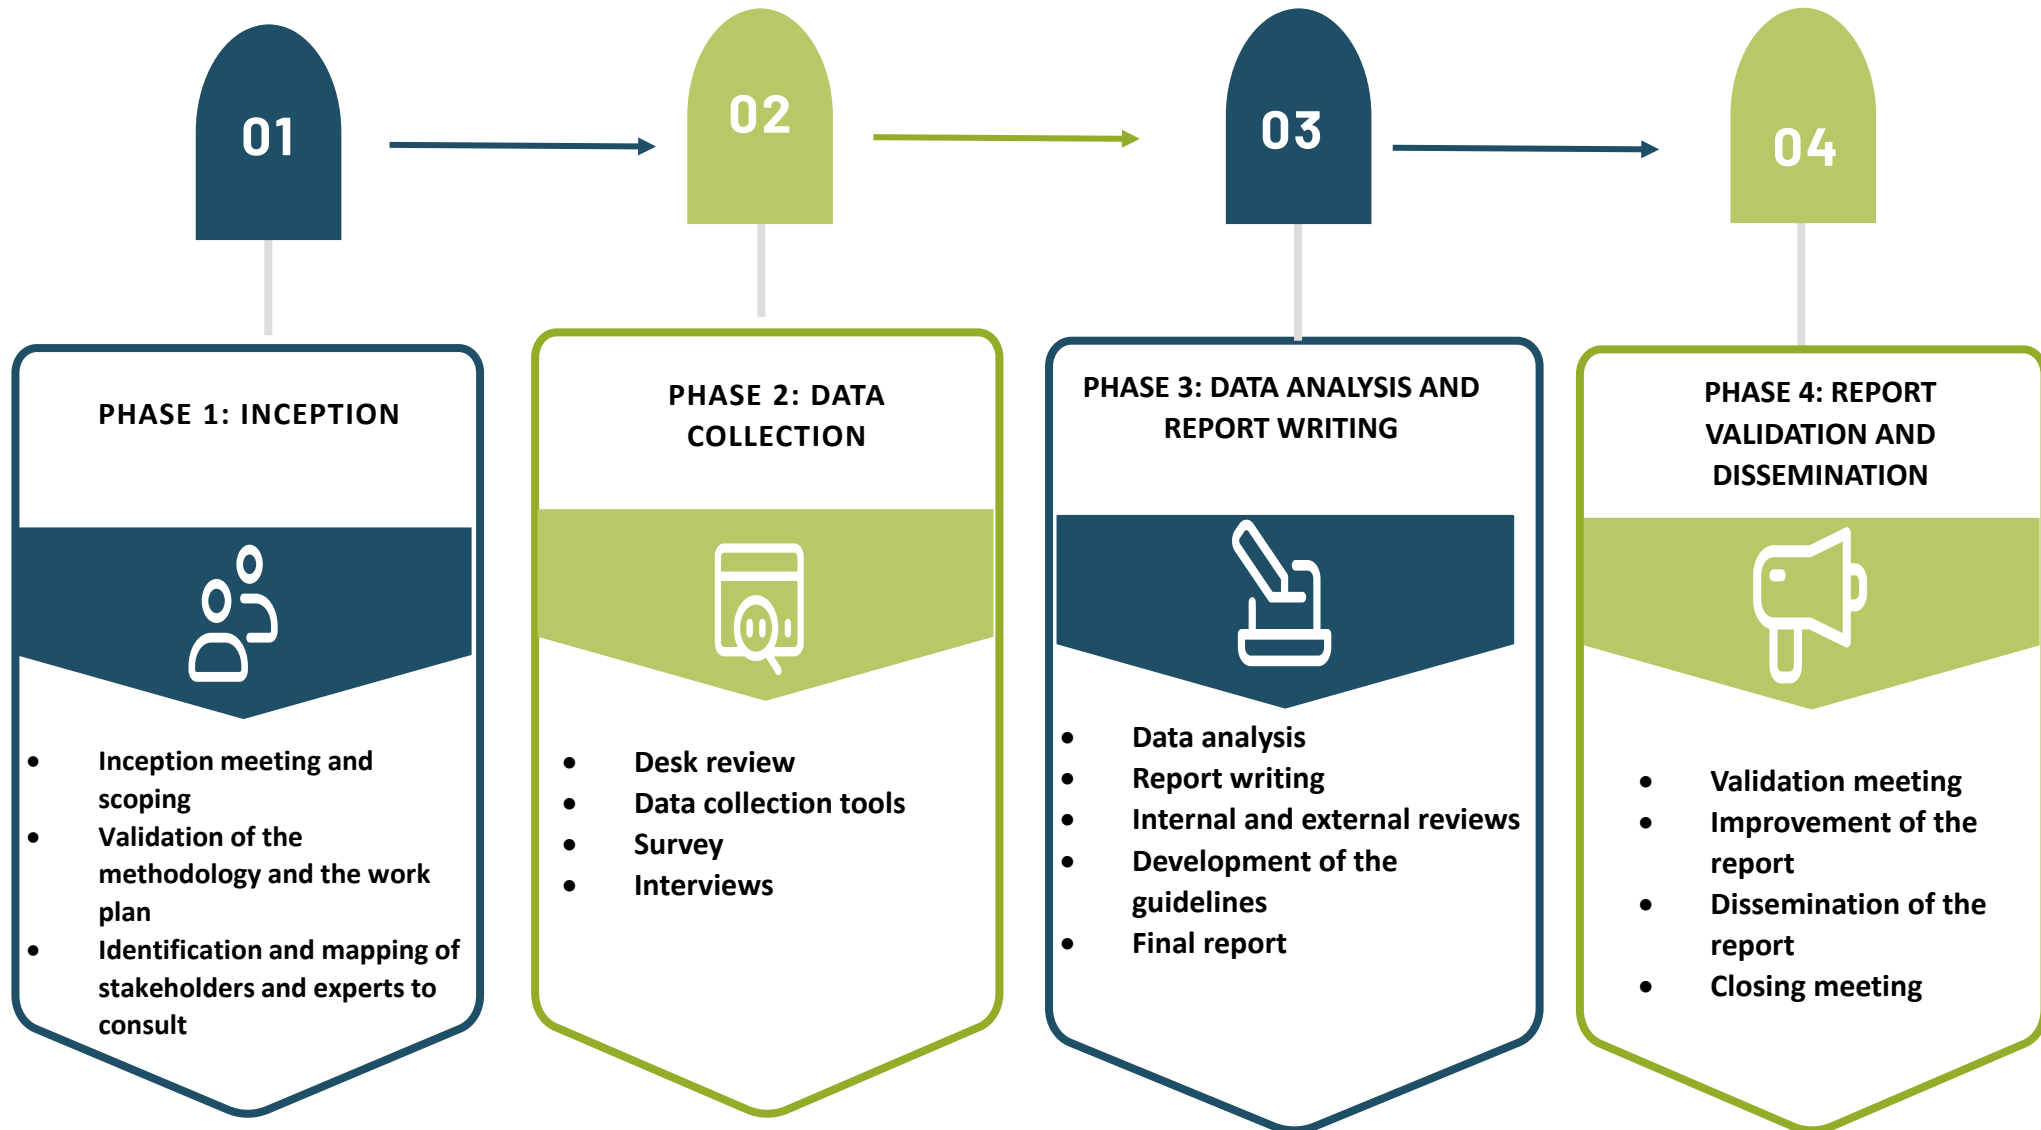 01
02
03
04
PHASE 1: INCEPTION
• Inception meeting and
scoping
• Validation of the
methodology and the work
plan
• Identification and mapping of
stakeholders and experts to
consult
PHASE 2: DATA
COLLECTION
• Desk review
• Data collection tools
• Survey
• Interviews
PHASE 3: DATA ANALYSIS AND
REPORT WRITING
• Data analysis
• Report writing
• Internal and external reviews
• Development of the
guidelines
• Final report
PHASE 4: REPORT
VALIDATION AND
DISSEMINATION
• Validation meeting
• Improvement of the
report
• Dissemination of the
report
• Closing meeting